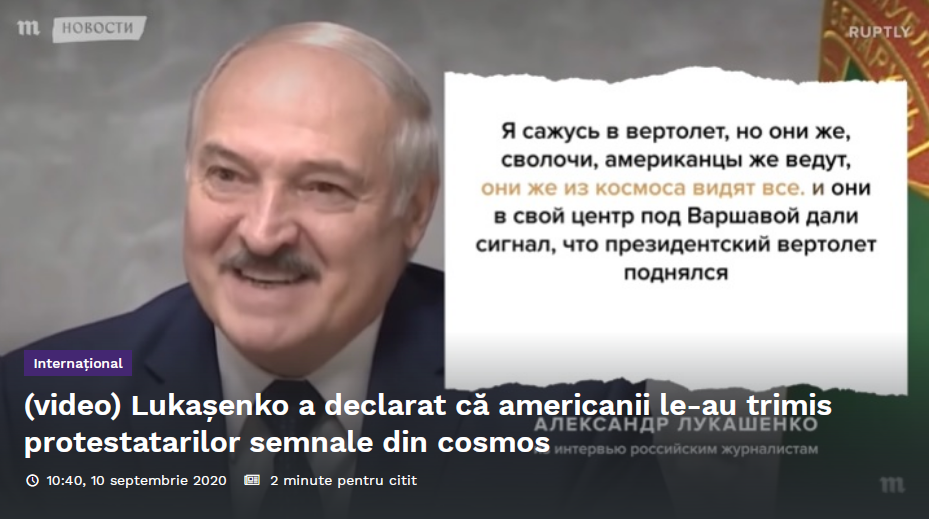 m НОВОСТИ
RUPTLY
Я сажусь в вертолет, но они же,
сволочи, американцы же ведут,
они же из космоса видят все. и они
в свой центр под Варшавой дали
сигнал, что президентский вертолет
поднялся
Internațional
(video) Lukașenko a declarat că americanii le-au trimis
protestatarilor semnale din cosmos
АЛЕКСАНДР ЛУКАШЕНКО
интервью российским журналистам
10:40, 10 septembrie 2020 2 minute pentru citit
m